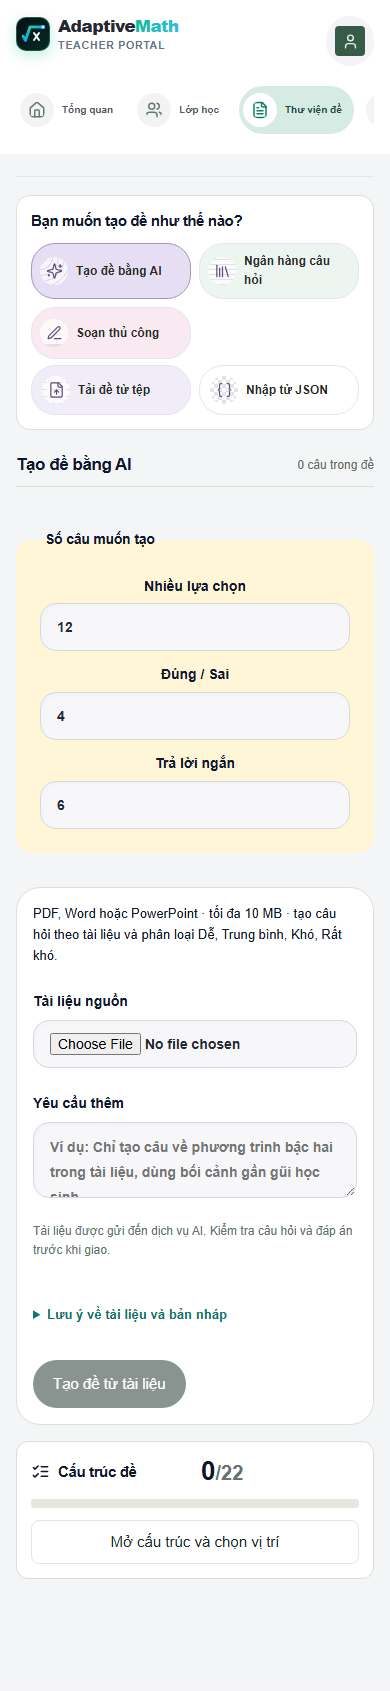 AdaptiveMath
TEACHER PORTAL
Tổng quan
Lớp học
Thư viện đề
Bạn muốn tạo đề như thế nào?
Tạo đề bằng AI
Ngân hàng câu
hỏi
Soạn thủ công
Tải đề từ tệp
Nhập từ JSON
Tạo đề bằng AI
0 câu trong đề
Số câu muốn tạo
Nhiều lựa chọn
12
Đúng / Sai
4
Trả lời ngắn
6
PDF, Word hoặc PowerPoint · tối đa 10 MB · tạo câu
hỏi theo tài liệu và phân loại Dễ, Trung bình, Khó, Rất
khó.
Tài liệu nguồn
Choose File No file chosen
Yêu cầu thêm
Ví dụ: Chỉ tạo câu về phương trình bậc hai
trong tài liệu, dùng bối cảnh gần gũi học
sinh
Tài liệu được gửi đến dịch vụ AI. Kiểm tra câu hỏi và đáp án
trước khi giao.
Lưu ý về tài liệu và bản nháp
Tạo đề từ tài liệu
Cấu trúc đề
0/22
Mở cấu trúc và chọn vị trí